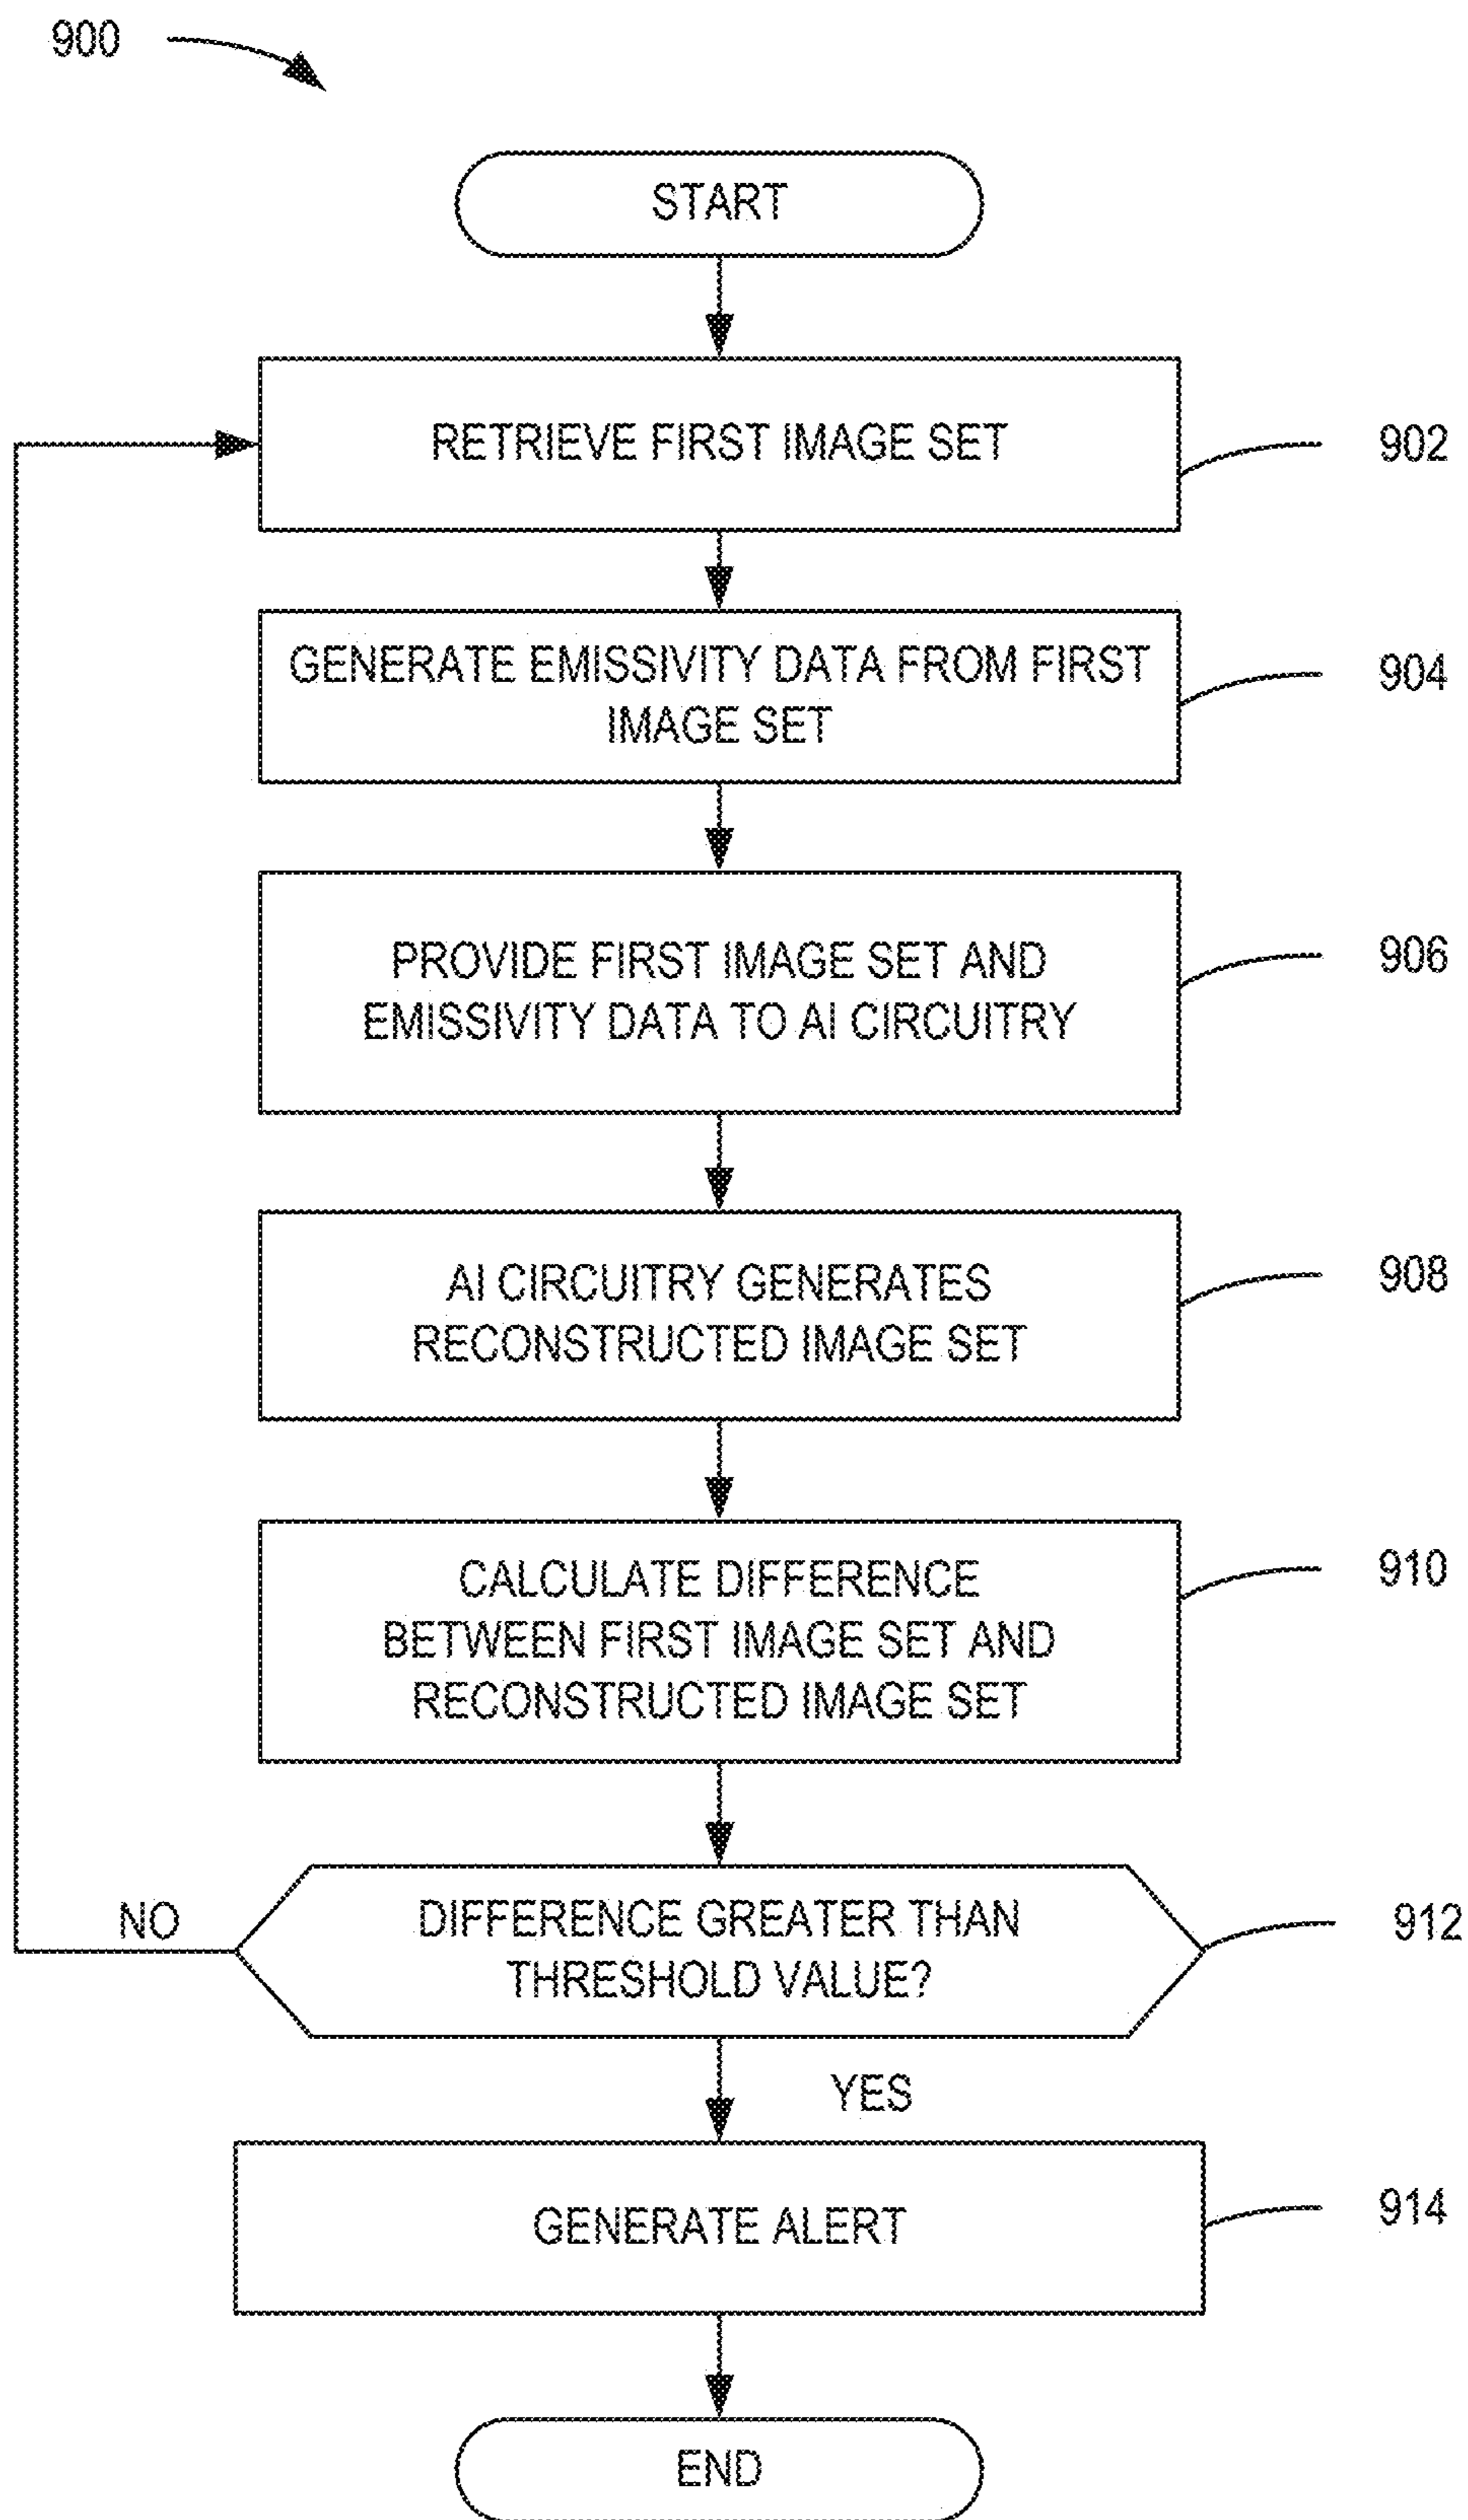 900
START
RETRIEVE FIRST IMAGE SET
902
GENERATE EMISSIVITY DATA FROM FIRST
IMAGE SET
904
PROVIDE FIRST IMAGE SET AND
EMISSIVITY DATA TO AI CIRCUITRY
906
AI CIRCUITRY GENERATES
RECONSTRUCTED IMAGE SET
908
CALCULATE DIFFERENCE
BETWEEN FIRST IMAGE SET AND
RECONSTRUCTED IMAGE SET
910
NO
DIFFERENCE GREATER THAN
THRESHOLD VALUE?
912
YES
GENERATE ALERT
914
END